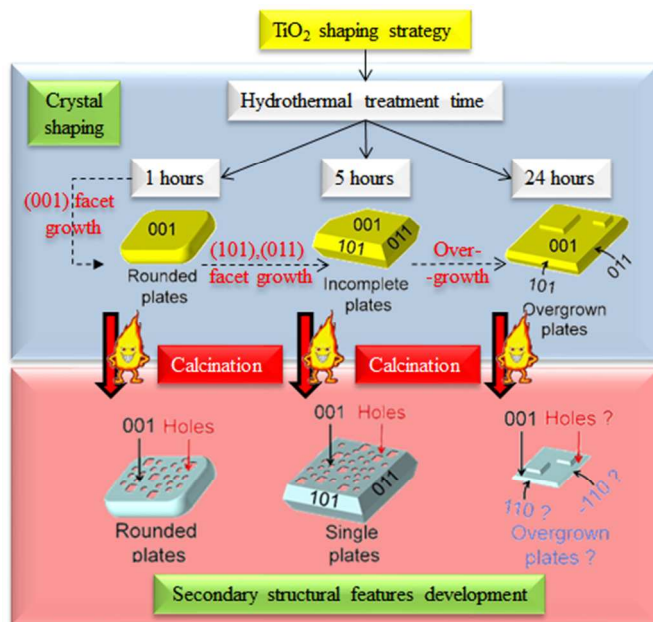 TiO2 shaping strategy
Crystal
shaping
Hydrothermal treatment time
1 hours
5 hours
24 hours
(001) facet
growth
001
Rounded
plates
(101),(011)
facet growth
001
101
011
Incomplete
plates
Over-
-growth
001
101
011
Overgrown
plates
Calcination
Calcination
001 Holes
Rounded
plates
001 Holes
101
011
Single
plates
001 Holes ?
110 ?
-110 ?
Overgrown
plates ?
Secondary structural features development